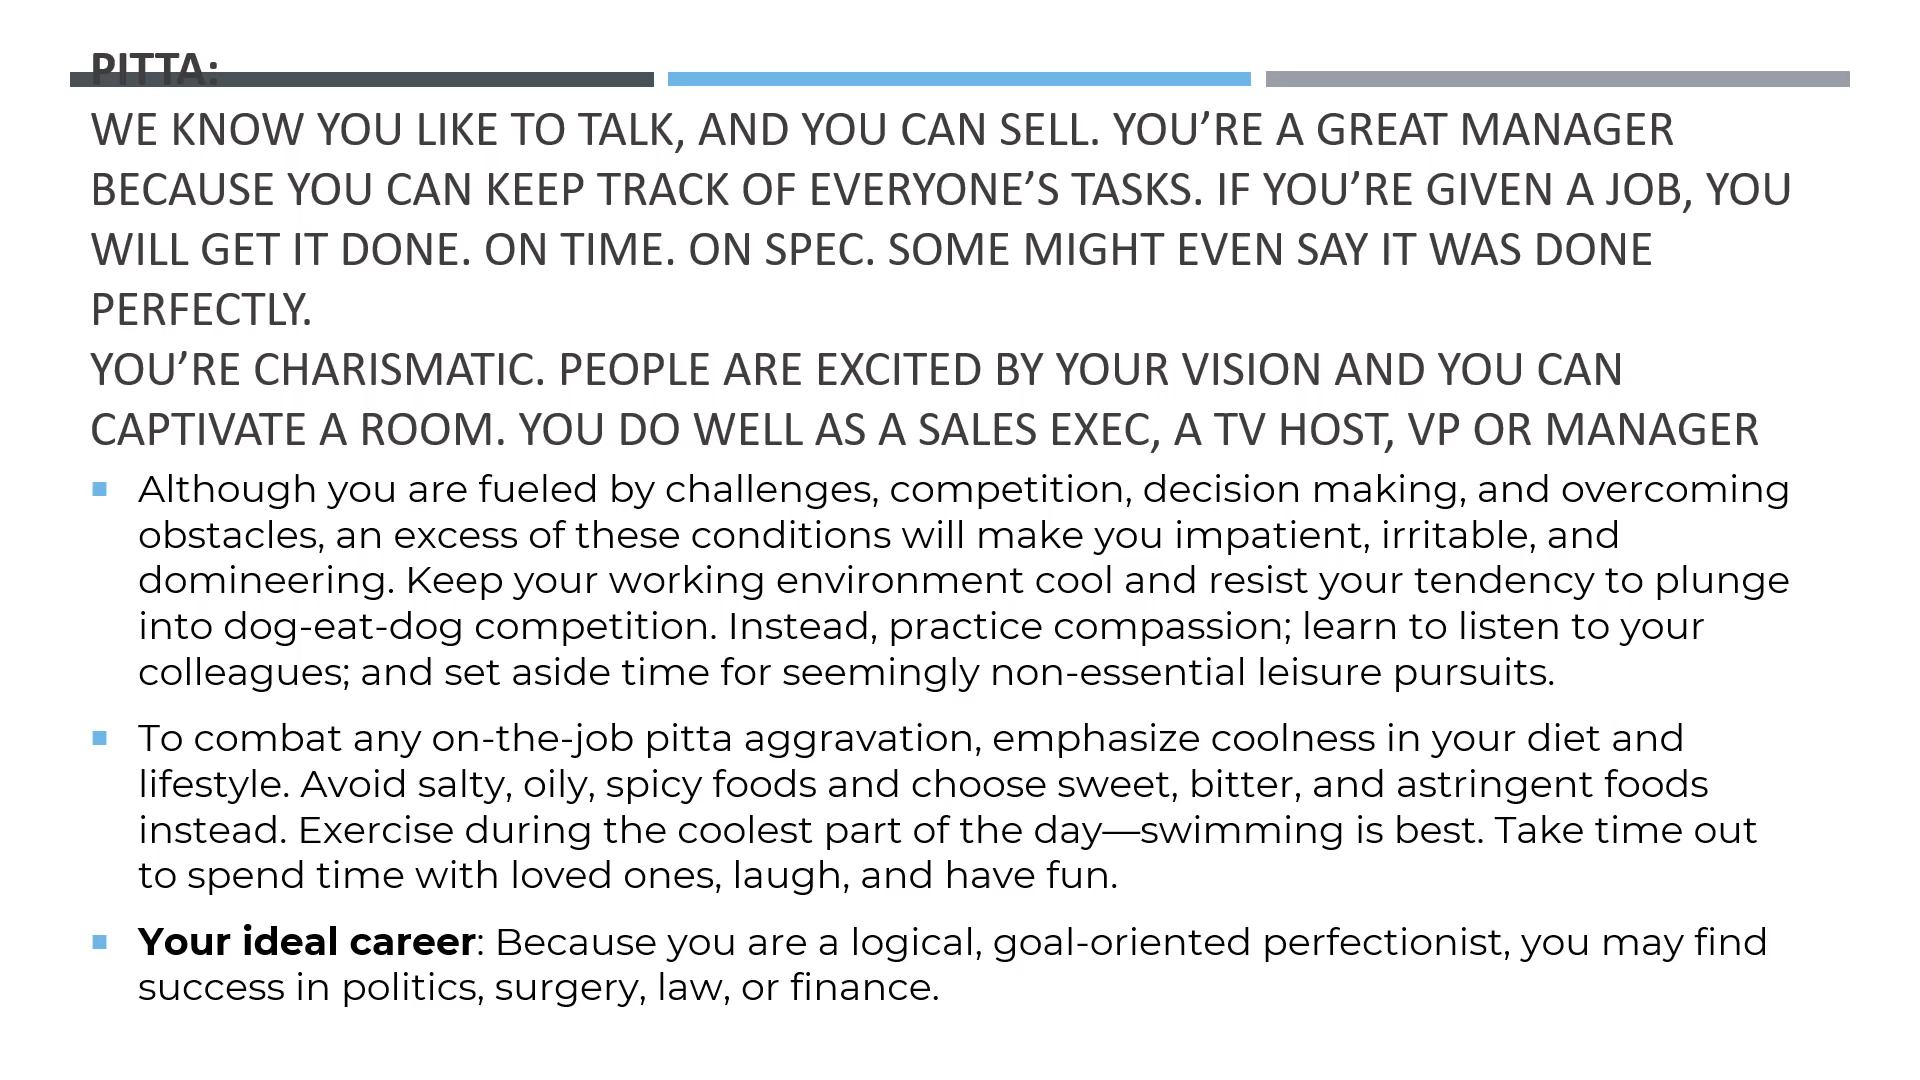 PITTA:
WE KNOW YOU LIKE TO TALK, AND YOU CAN SELL. YOU’RE A GREAT MANAGER
BECAUSE YOU CAN KEEP TRACK OF EVERYONE’S TASKS. IF YOU’RE GIVEN A JOB, YOU
WILL GET IT DONE. ON TIME. ON SPEC. SOME MIGHT EVEN SAY IT WAS DONE
PERFECTLY.
YOU’RE CHARISMATIC. PEOPLE ARE EXCITED BY YOUR VISION AND YOU CAN
CAPTIVATE A ROOM. YOU DO WELL AS A SALES EXEC, A TV HOST, VP OR MANAGER
Although you are fueled by challenges, competition, decision making, and overcoming
obstacles, an excess of these conditions will make you impatient, irritable, and
domineering. Keep your working environment cool and resist your tendency to plunge
into dog-eat-dog competition. Instead, practice compassion; learn to listen to your
colleagues; and set aside time for seemingly non-essential leisure pursuits.
To combat any on-the-job pitta aggravation, emphasize coolness in your diet and
lifestyle. Avoid salty, oily, spicy foods and choose sweet, bitter, and astringent foods
instead. Exercise during the coolest part of the day—swimming is best. Take time out
to spend time with loved ones, laugh, and have fun.
Your ideal career: Because you are a logical, goal-oriented perfectionist, you may find
success in politics, surgery, law, or finance.